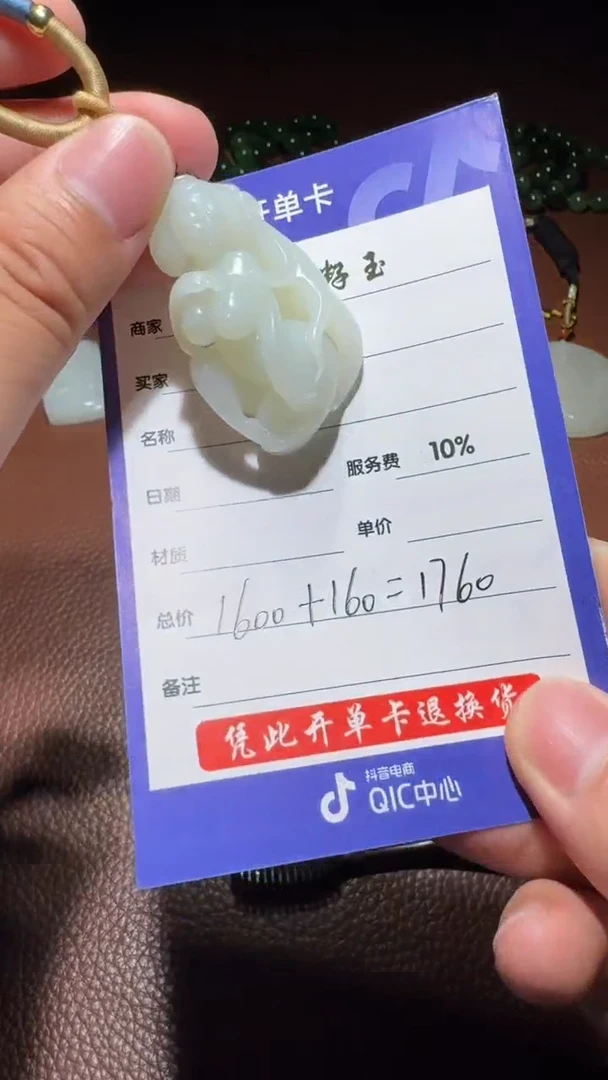 开单卡
籽玉
商家
买家
名称
日期
服务费 10%
材质
单价
总价 1600+160=1760
备注
凭此开单卡退换货
抖音电商
QIC中心